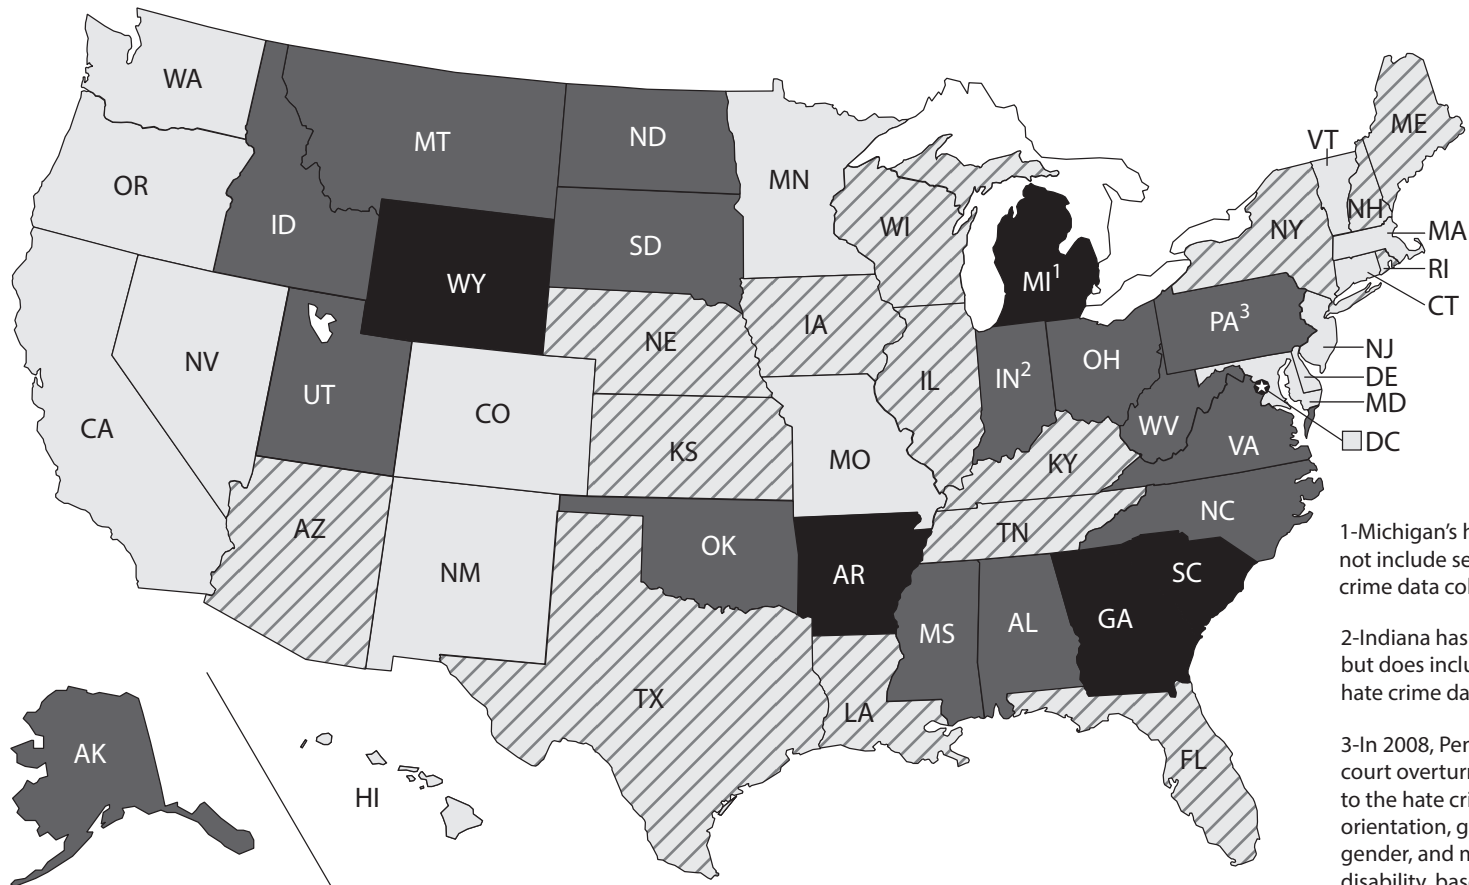 WA
OR
CA
NV
ID
MT
WY
UT
AZ
CO
NM
ND
SD
NE
KS
OK
TX
MN
IA
MO
AR
LA
WI
IL
MI¹
IN²
OH
KY
TN
MS
AL
GA
SC
NC
VA
WV
PA³
NY
VT
NH
ME
MA
RI
CT
NJ
DE
MD
DC
FL
AK
HI
1-Michigan’s h
not include se
crime data col
2-Indiana has
but does inclu
hate crime da
3-In 2008, Per
court overturn
to the hate cri
orientation, g
gender, and m
disability, bas